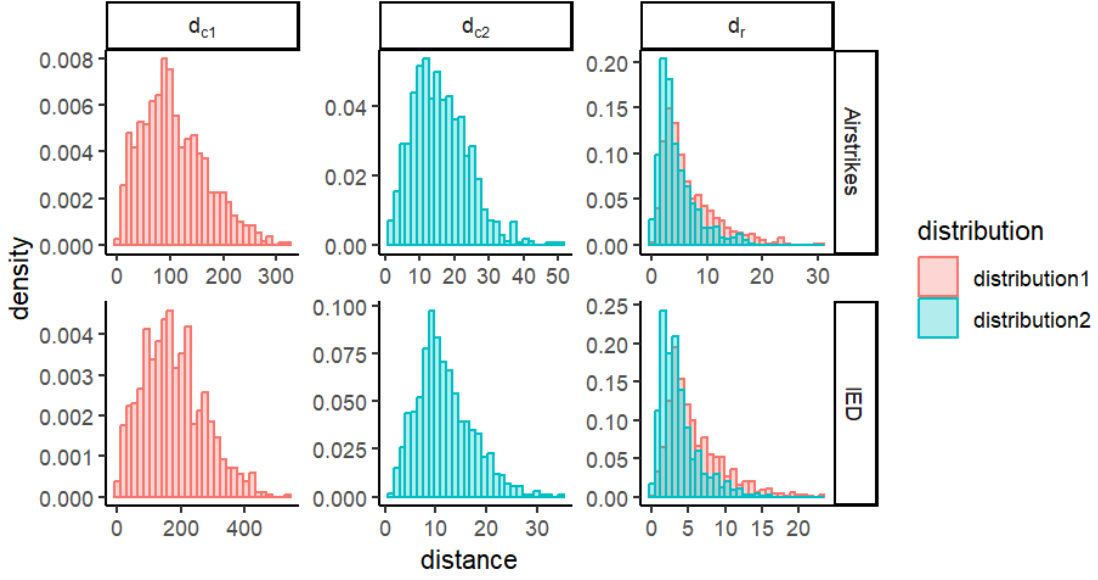 d_c1 d_c2 d_r
density
0.008
0.006
0.004
0.002
0.000
0 100 200 300
0.04
0.02
0.00
0 10 20 30 40 50
0.20
0.15
0.10
0.05
0.00
0 10 20 30
Airstrikes
0.004
0.003
0.002
0.001
0.000
0 200 400
0.100
0.075
0.050
0.025
0.000
0 10 20 30
0.25
0.20
0.15
0.10
0.05
0.00
0 5 10 15 20
IED
distance
distribution
distribution1
distribution2